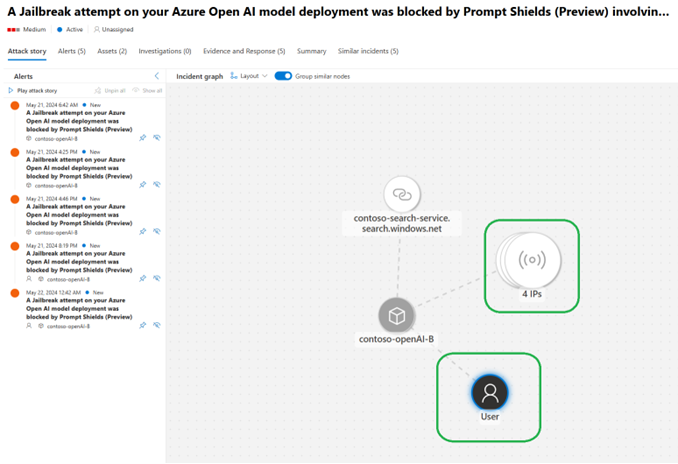 A Jailbreak attempt on your Azure Open AI model deployment was blocked by Prompt Shields (Preview) involvin...
Medium Active Unassigned
Attack story Alerts (5) Assets (2) Investigations (0) Evidence and Response (5) Summary Similar incidents (5)
Alerts
Play attack story Unpin all Show all
May 21, 2024 6:42 AM New
A Jailbreak attempt on your Azure
Open AI model deployment was
blocked by Prompt Shields (Preview)
contoso-openAI-B
May 21, 2024 4:25 PM New
A Jailbreak attempt on your Azure
Open AI model deployment was
blocked by Prompt Shields (Preview)
contoso-openAI-B
May 21, 2024 4:46 PM New
A Jailbreak attempt on your Azure
Open AI model deployment was
blocked by Prompt Shields (Preview)
contoso-openAI-B
May 21, 2024 8:19 PM New
A Jailbreak attempt on your Azure
Open AI model deployment was
blocked by Prompt Shields (Preview)
contoso-openAI-B
May 22, 2024 12:42 AM New
A Jailbreak attempt on your Azure
Open AI model deployment was
blocked by Prompt Shields (Preview)
contoso-openAI-B
Incident graph Layout Group similar nodes
contoso-search-service.
search.windows.net
4 IPs
contoso-openAI-B
User